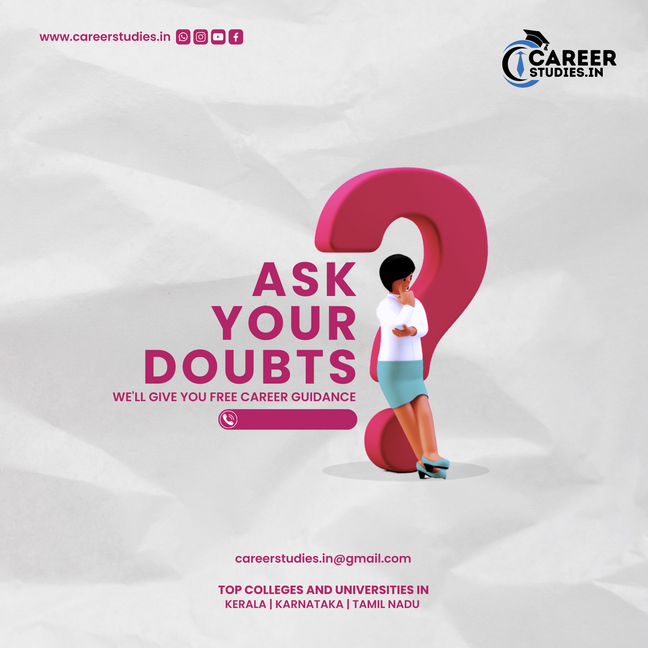 www.careerstudies.in
CAREER
STUDIES.IN
ASK
YOUR
DOUBTS
WE'LL GIVE YOU FREE CAREER GUIDANCE
careerstudies.in@gmail.com
TOP COLLEGES AND UNIVERSITIES IN
KERALA | KARNATAKA | TAMIL NADU